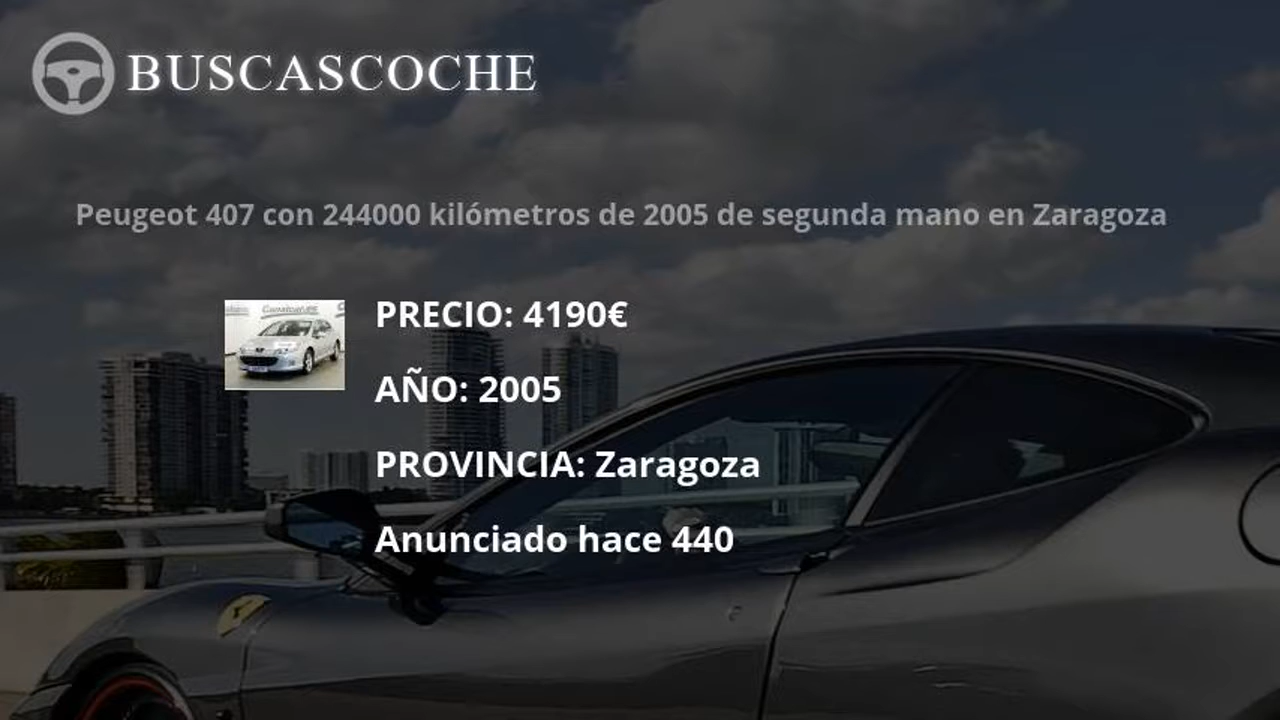 BUSCASCOCHE
Peugeot 407 con 244000 kilómetros de 2005 de segunda mano en Zaragoza
PRECIO: 4190€
AÑO: 2005
PROVINCIA: Zaragoza
Anunciado hace 440